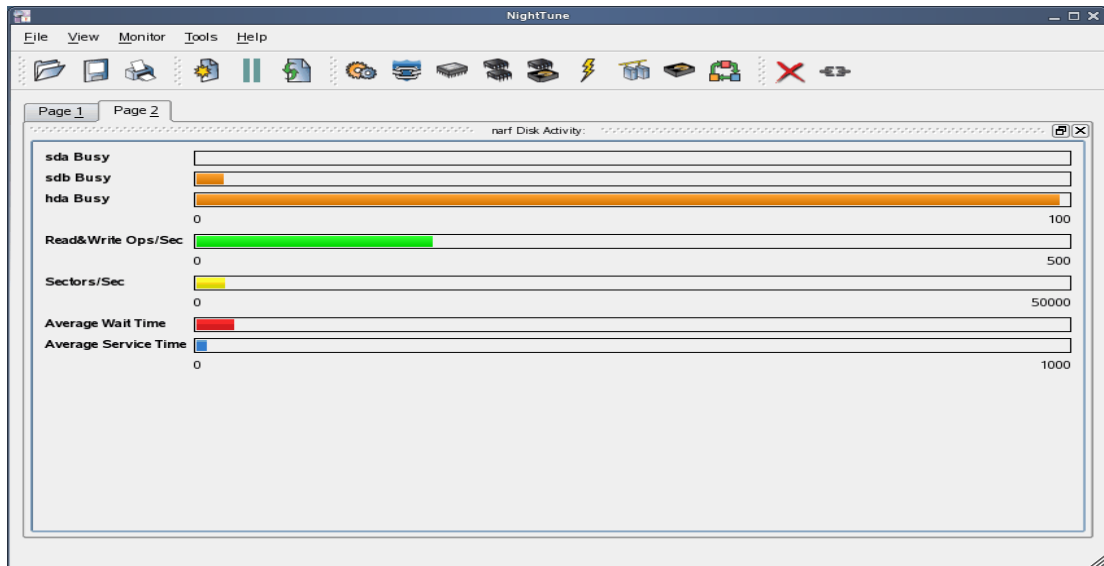 NightTune
File View Monitor Tools Help
Page 1 Page 2
narf Disk Activity:
sda Busy
sdb Busy
hda Busy
0 100
Read&Write Ops/Sec
0 500
Sectors/Sec
0 50000
Average Wait Time
Average Service Time
0 1000